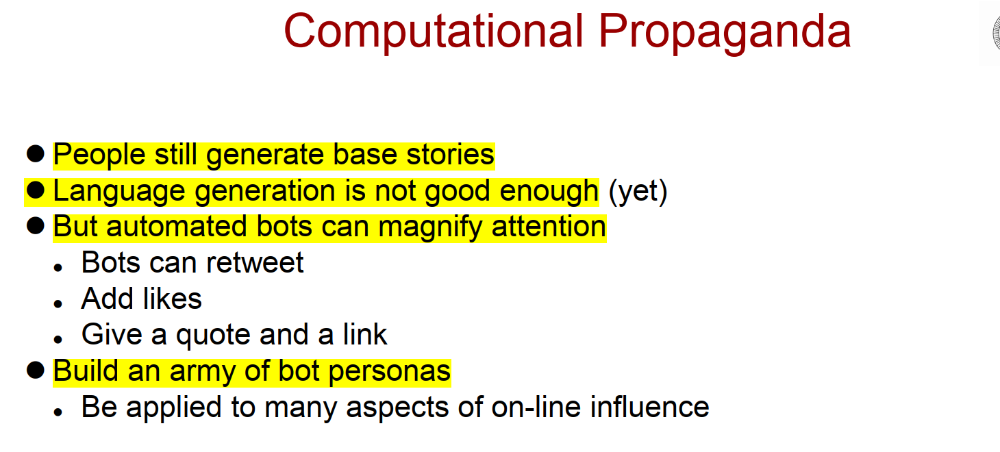 Computational Propaganda
● People still generate base stories
● Language generation is not good enough (yet)
● But automated bots can magnify attention
● Bots can retweet
● Add likes
● Give a quote and a link
● Build an army of bot personas
● Be applied to many aspects of on-line influence